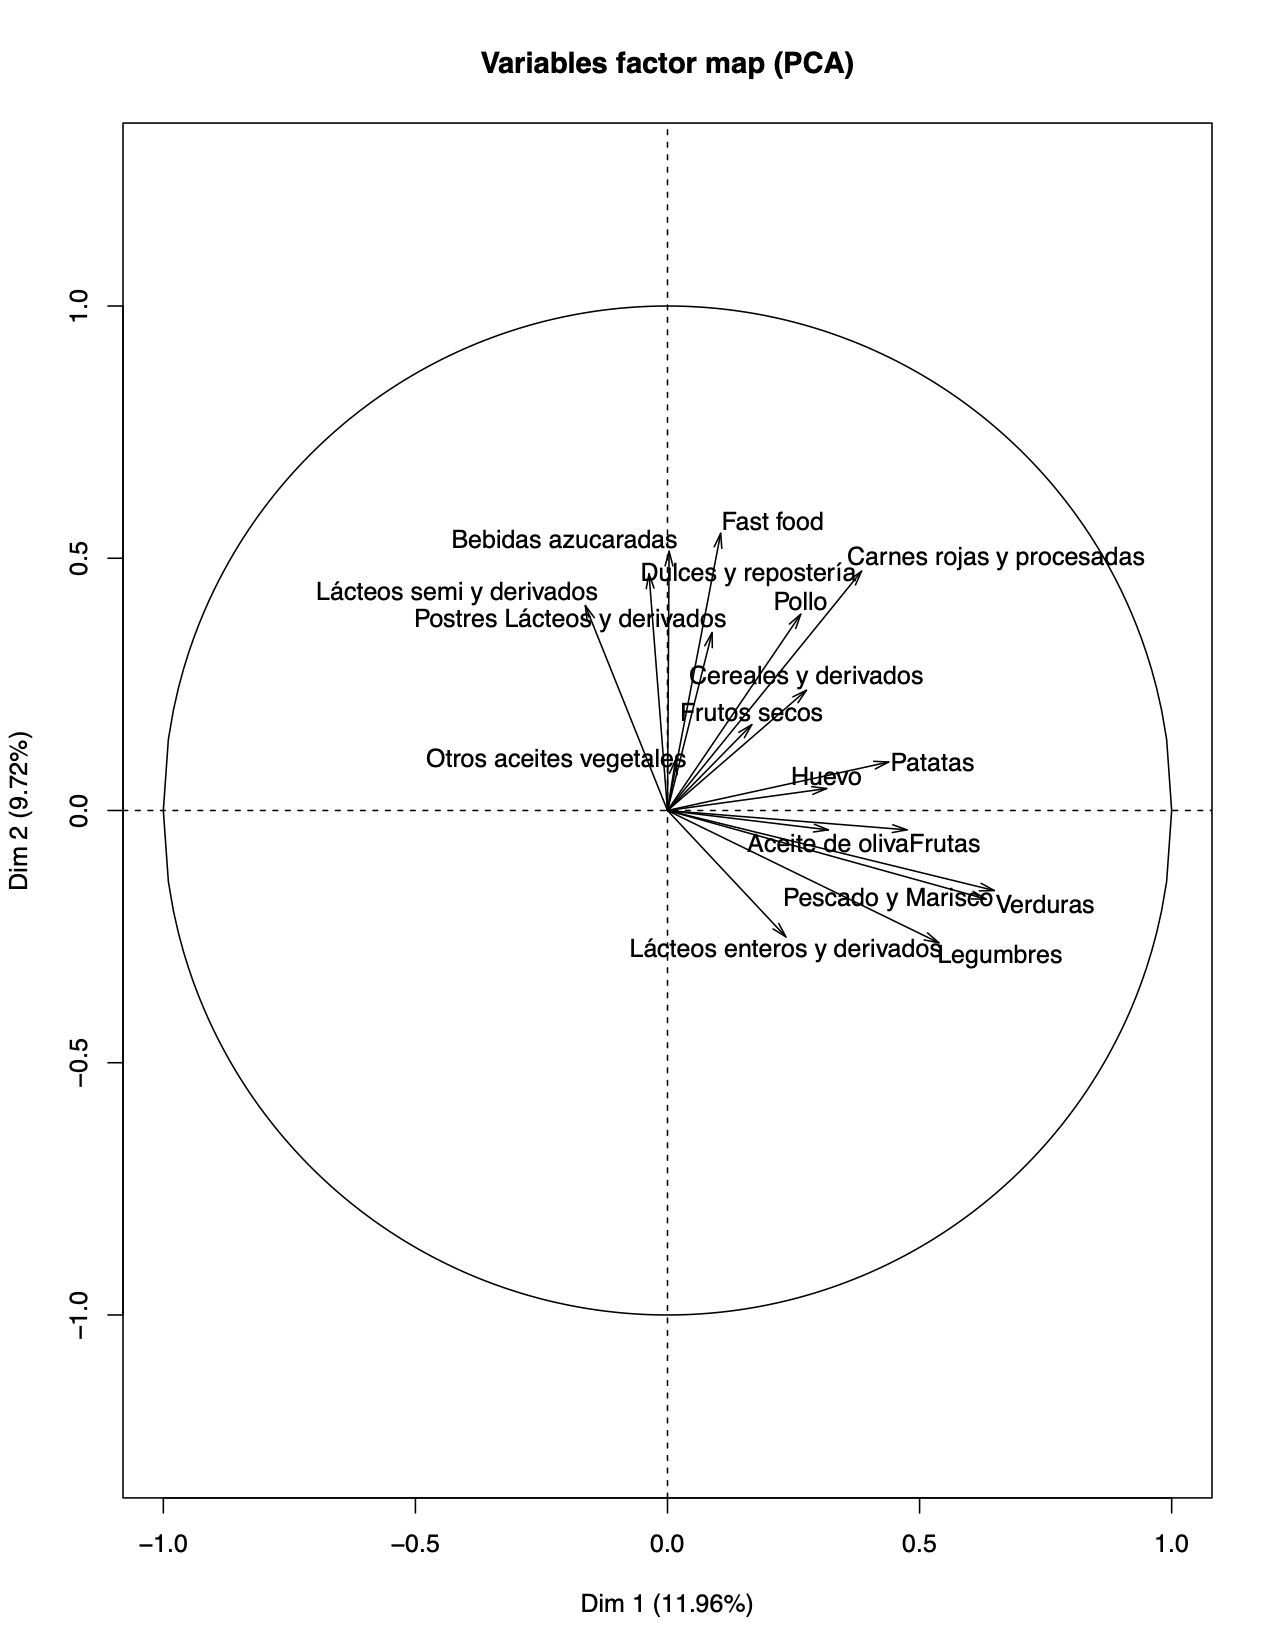 Variables factor map (PCA)
Dim 2 (9.72%)
1.0
0.5
0.0
−0.5
−1.0
Fast food
Bebidas azucaradas
Carnes rojas y procesadas
Dulces y repostería
Lácteos semi y derivados
Pollo
Postres Lácteos y derivados
Cereales y derivados
Frutos secos
Otros aceites vegetales
Patatas
Huevo
Aceite de oliva
Frutas
Pescado y Marisco
Verduras
Lácteos enteros y derivados
Legumbres
−1.0
−0.5
0.0
0.5
1.0
Dim 1 (11.96%)